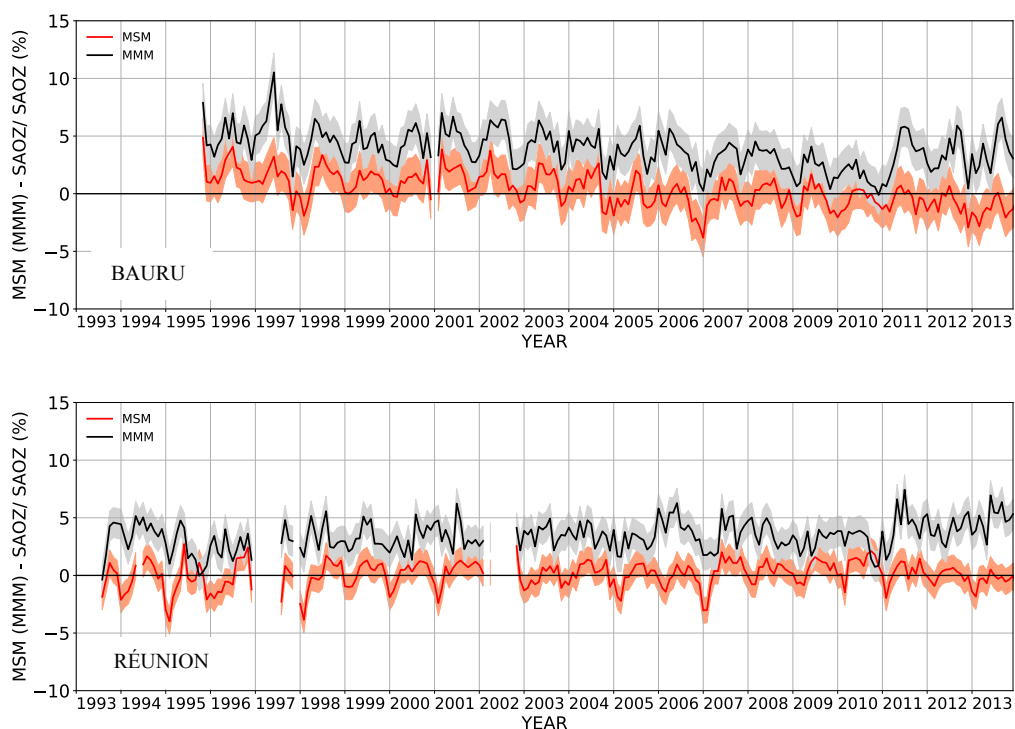 MSM (MMM) - SAOZ/ SAOZ (%)
15
10
5
0
−5
−10
MSM
MMM
BAURU
1993 1994 1995 1996 1997 1998 1999 2000 2001 2002 2003 2004 2005 2006 2007 2008 2009 2010 2011 2012 2013
YEAR
MSM (MMM) - SAOZ/ SAOZ (%)
15
10
5
0
−5
−10
MSM
MMM
RÉUNION
1993 1994 1995 1996 1997 1998 1999 2000 2001 2002 2003 2004 2005 2006 2007 2008 2009 2010 2011 2012 2013
YEAR